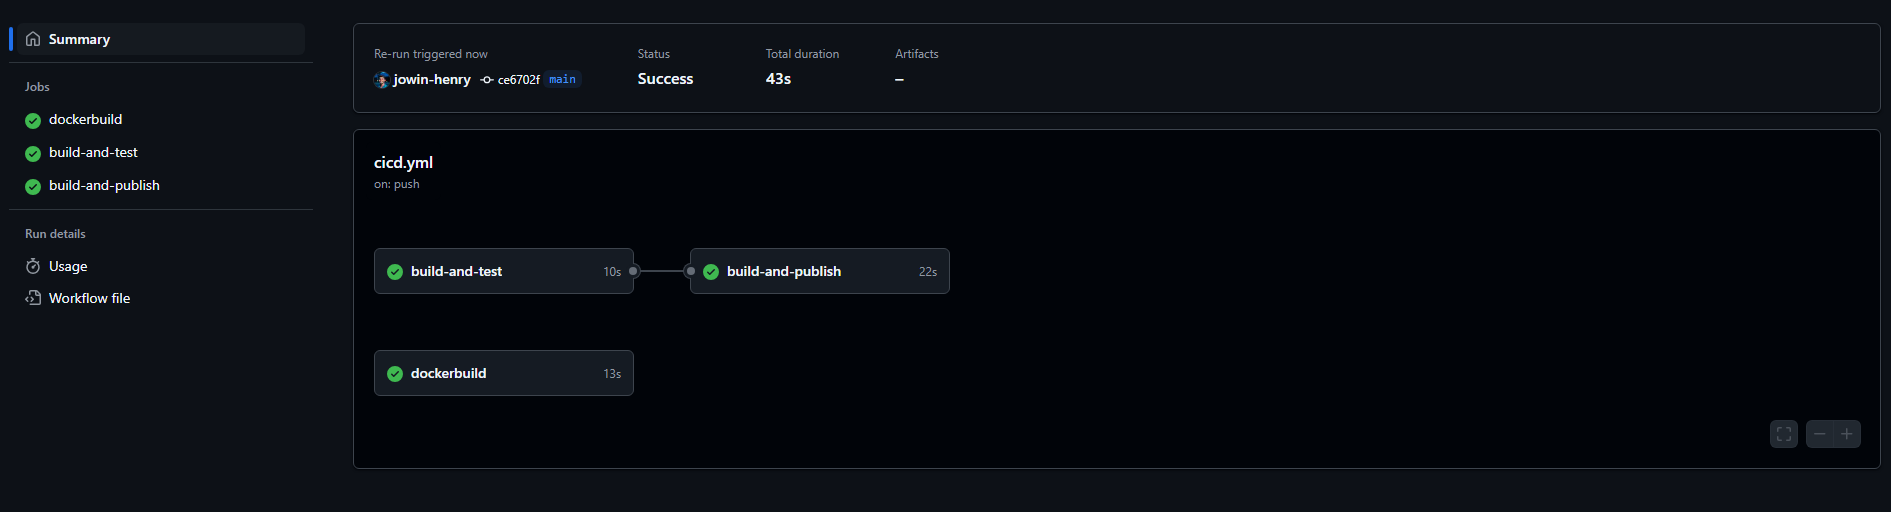 Summary
Jobs
dockerbuild
build-and-test
build-and-publish
Run details
Usage
Workflow file
Re-run triggered now
jowin-henry ce6702f main
Status
Success
Total duration
43s
Artifacts
–
cicd.yml
on: push
build-and-test 10s
build-and-publish 22s
dockerbuild 13s